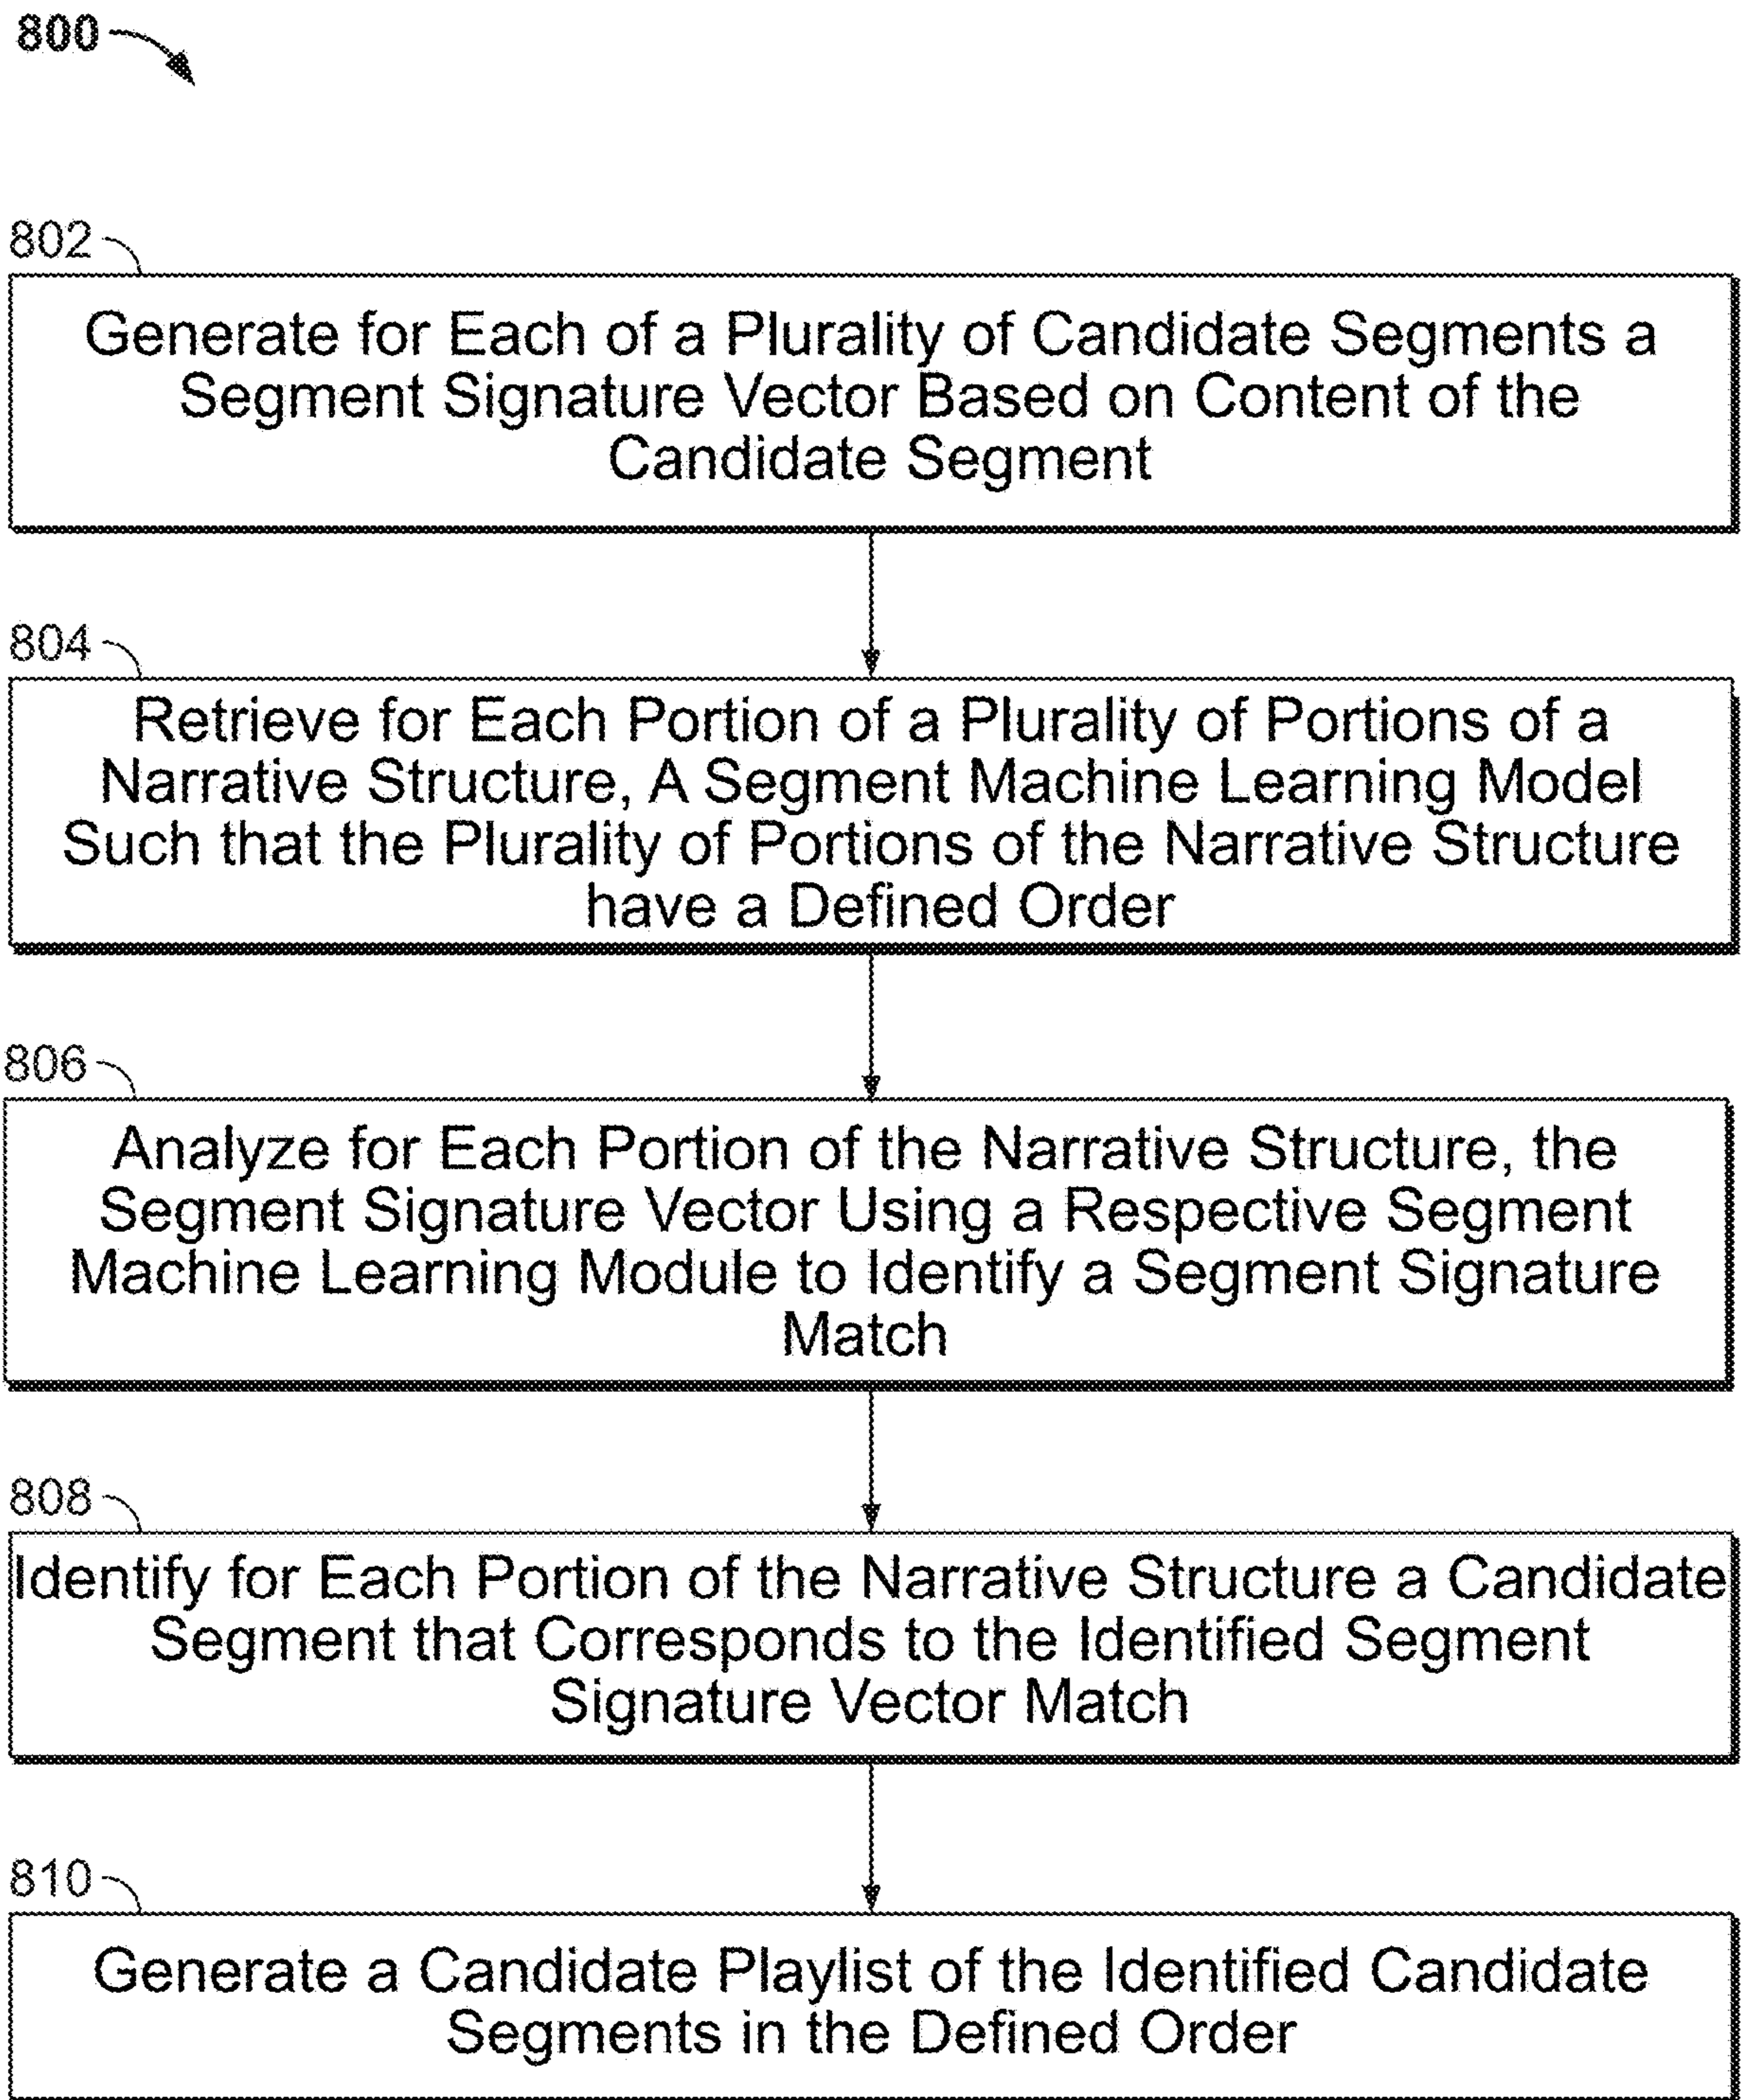 800
802
Generate for Each of a Plurality of Candidate Segments a
Segment Signature Vector Based on Content of the
Candidate Segment
804
Retrieve for Each Portion of a Plurality of Portions of a
Narrative Structure, A Segment Machine Learning Model
Such that the Plurality of Portions of the Narrative Structure
have a Defined Order
806
Analyze for Each Portion of the Narrative Structure, the
Segment Signature Vector Using a Respective Segment
Machine Learning Module to Identify a Segment Signature
Match
808
Identify for Each Portion of the Narrative Structure a Candidate
Segment that Corresponds to the Identified Segment
Signature Vector Match
810
Generate a Candidate Playlist of the Identified Candidate
Segments in the Defined Order